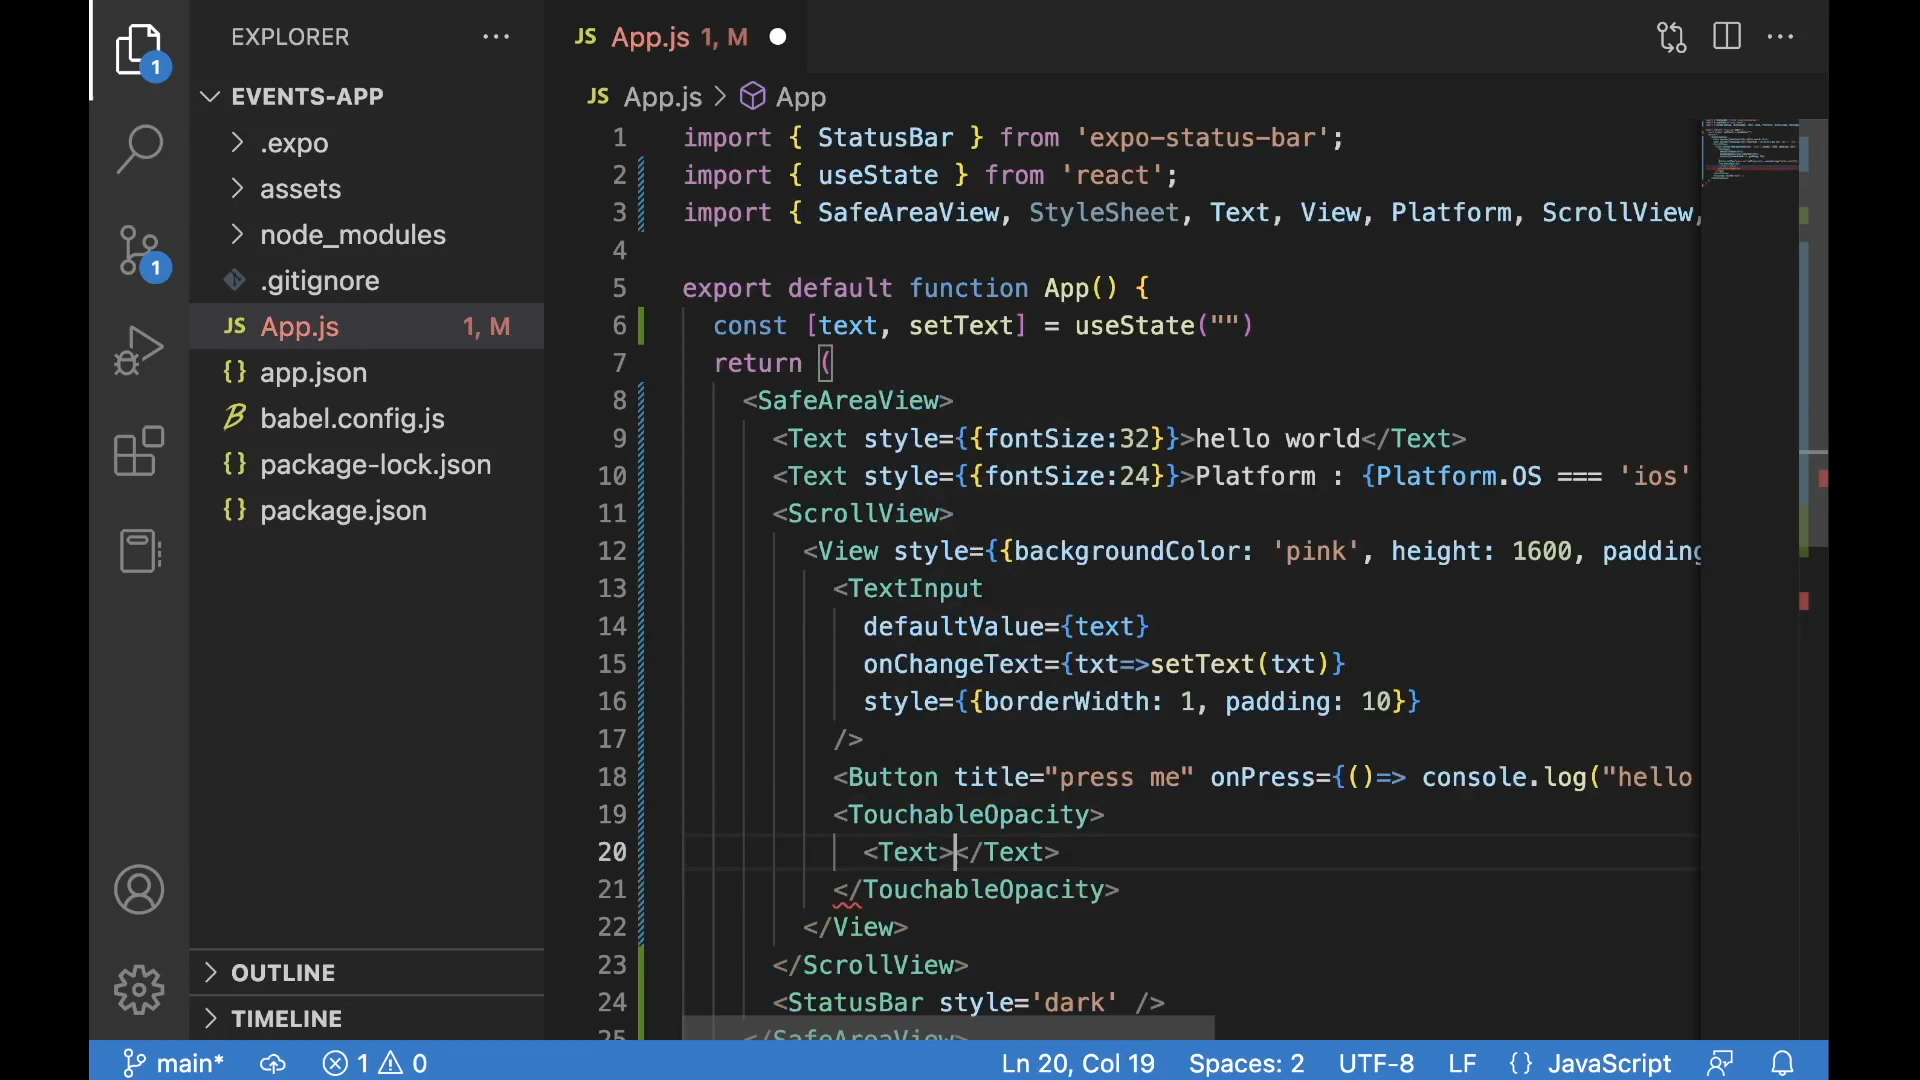 EXPLORER
JS App.js 1, M
1
EVENTS-APP
JS App.js > App
.expo
assets
node_modules
.gitignore
1
JS App.js 1, M
{} app.json
babel.config.js
{} package-lock.json
{} package.json
OUTLINE
TIMELINE
1 import { StatusBar } from 'expo-status-bar';
2 import { useState } from 'react';
3 import { SafeAreaView, StyleSheet, Text, View, Platform, ScrollView,
4
5 export default function App() {
6 const [text, setText] = useState("")
7 return (
8 <SafeAreaView>
9 <Text style={{fontSize:32}}>hello world</Text>
10 <Text style={{fontSize:24}}>Platform : {Platform.OS === 'ios'
11 <ScrollView>
12 <View style={{backgroundColor: 'pink', height: 1600, padding
13 <TextInput
14 defaultValue={text}
15 onChangeText={txt=>setText(txt)}
16 style={{borderWidth: 1, padding: 10}}
17 />
18 <Button title="press me" onPress={()=> console.log("hello
19 <TouchableOpacity>
20 <Text></Text>
21 </TouchableOpacity>
22 </View>
23 </ScrollView>
24 <StatusBar style='dark' />
25 </SafeAreaView>
main* 1 0 Ln 20, Col 19 Spaces: 2 UTF-8 LF {} JavaScript